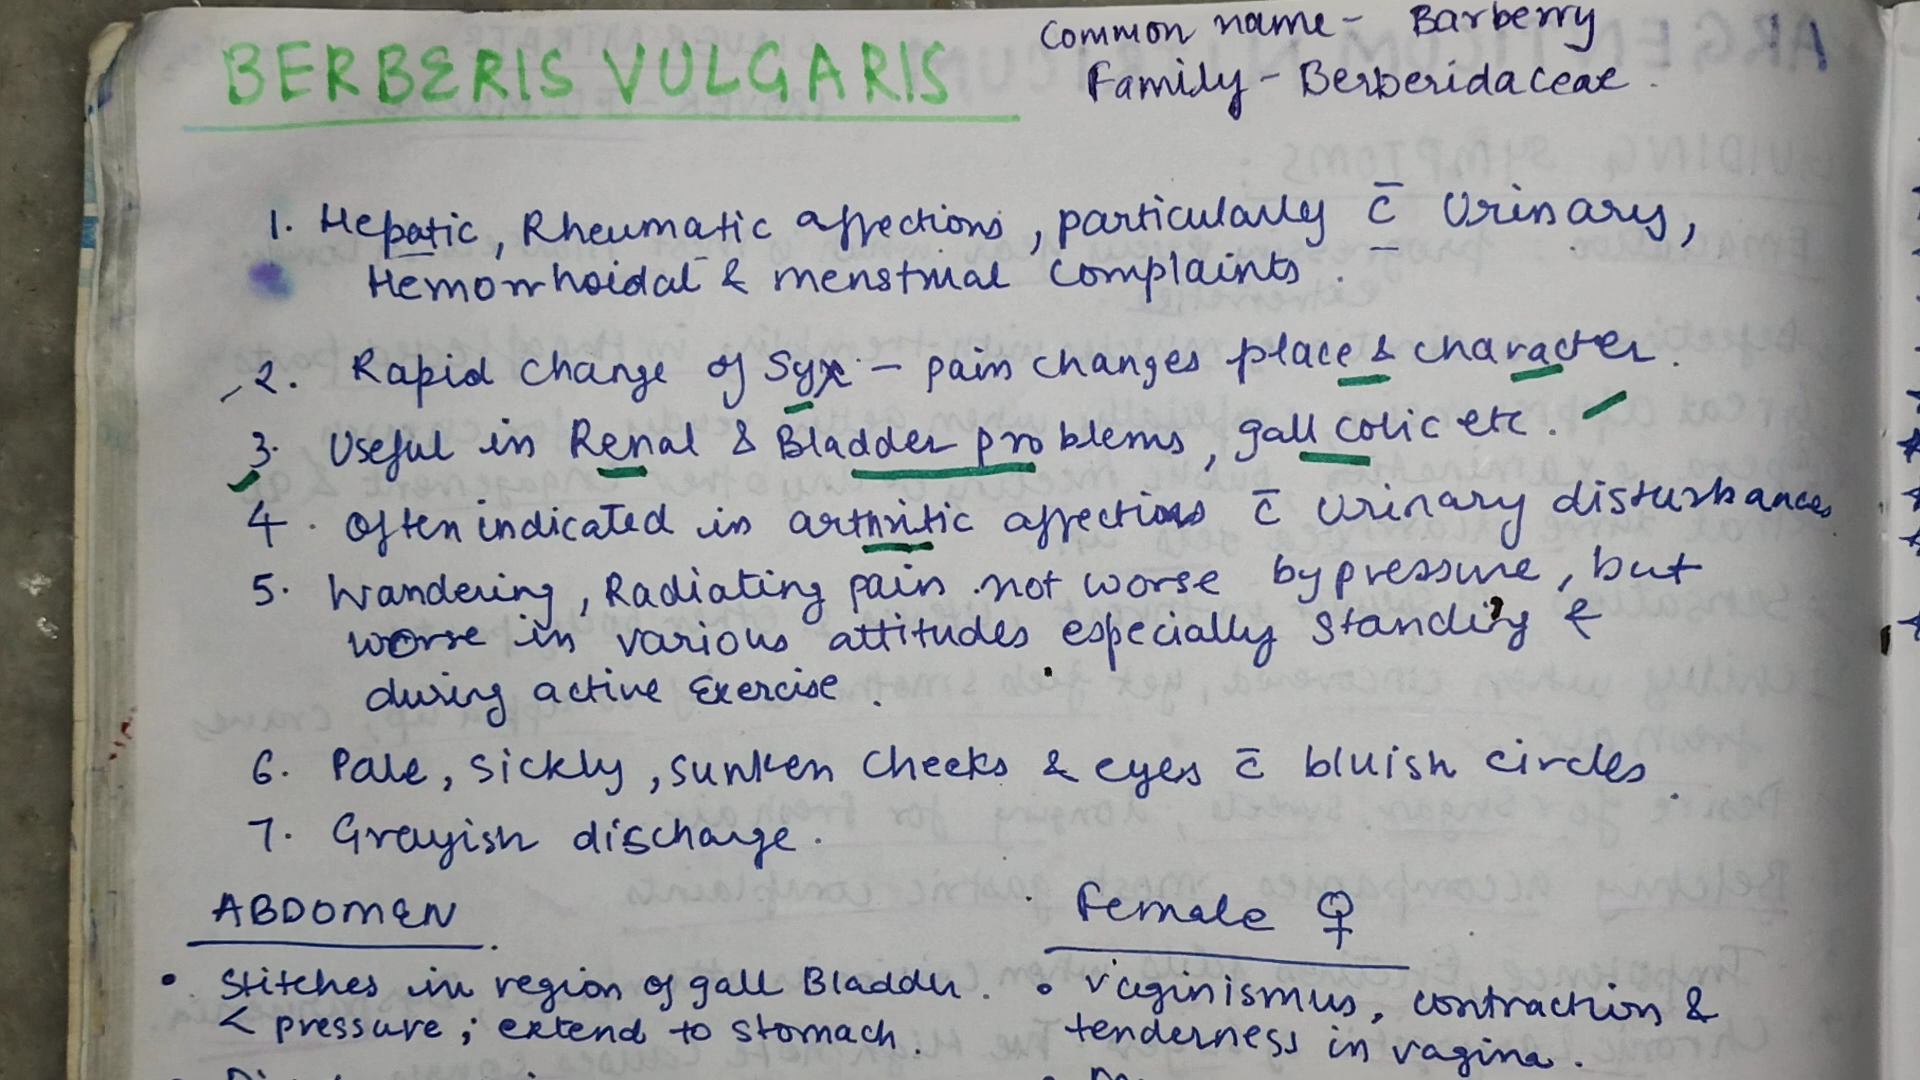 BERBERIS VULGARIS
Common name - Barberry
Family - Berberidaceae.
1. Hepatic, Rheumatic affections, particularly c̄ Urinary,
Hemorrhoidal & menstrual complaints.
2. Rapid change of Syx - pain changes place & character.
3. Useful in Renal & Bladder problems, gall colic etc.
4. Often indicated in arthritic affections c̄ urinary disturbances
5. Wandering, Radiating pain not worse by pressure, but
worse in various attitudes especially standing &
during active Exercise.
6. Pale, sickly, sunken cheeks & eyes c̄ bluish circles.
7. Grayish discharge.
ABDOMEN
• Stitches in region of gall Bladder.
< pressure; extend to stomach.
Female ♀
• Vaginismus, contraction &
tenderness in vagina.